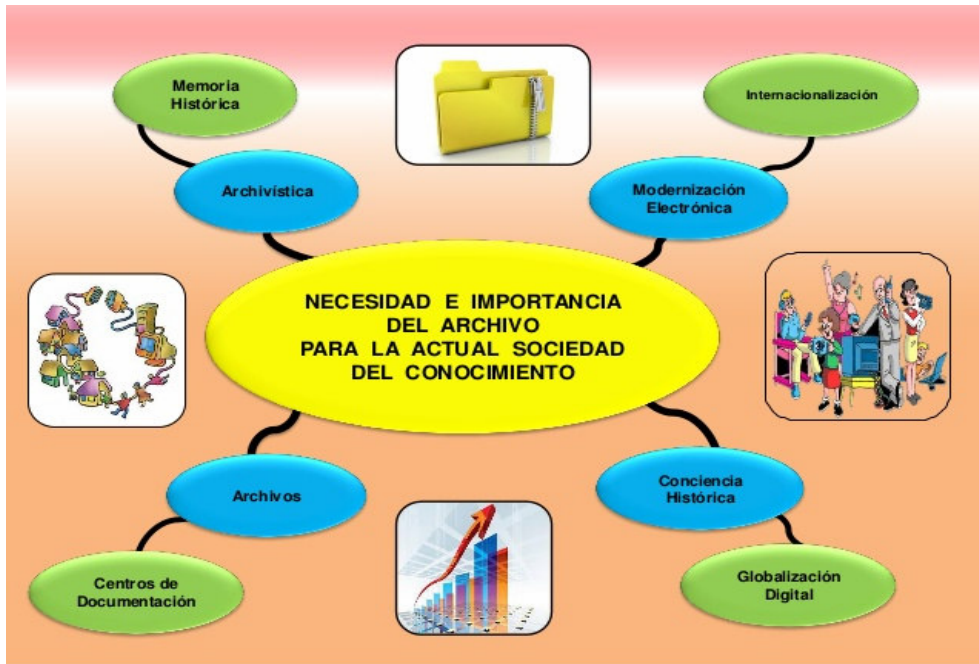 Memoria
Histórica
Internacionalización
Archivística
Modernización
Electrónica
NECESIDAD E IMPORTANCIA
DEL ARCHIVO
PARA LA ACTUAL SOCIEDAD
DEL CONOCIMIENTO
Archivos
Conciencia
Histórica
Centros de
Documentación
Globalización
Digital